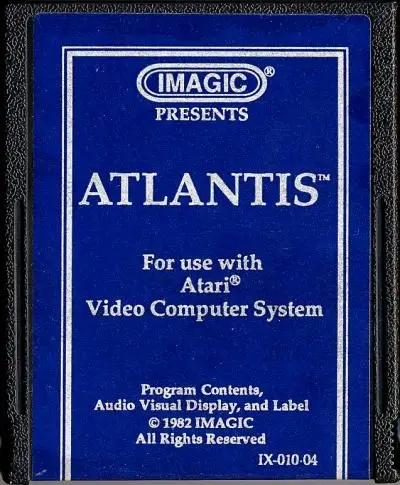 IMAGIC®
PRESENTS
ATLANTIS™
For use with
Atari®
Video Computer System
Program Contents,
Audio Visual Display, and Label
© 1982 IMAGIC
All Rights Reserved
IX-010-04